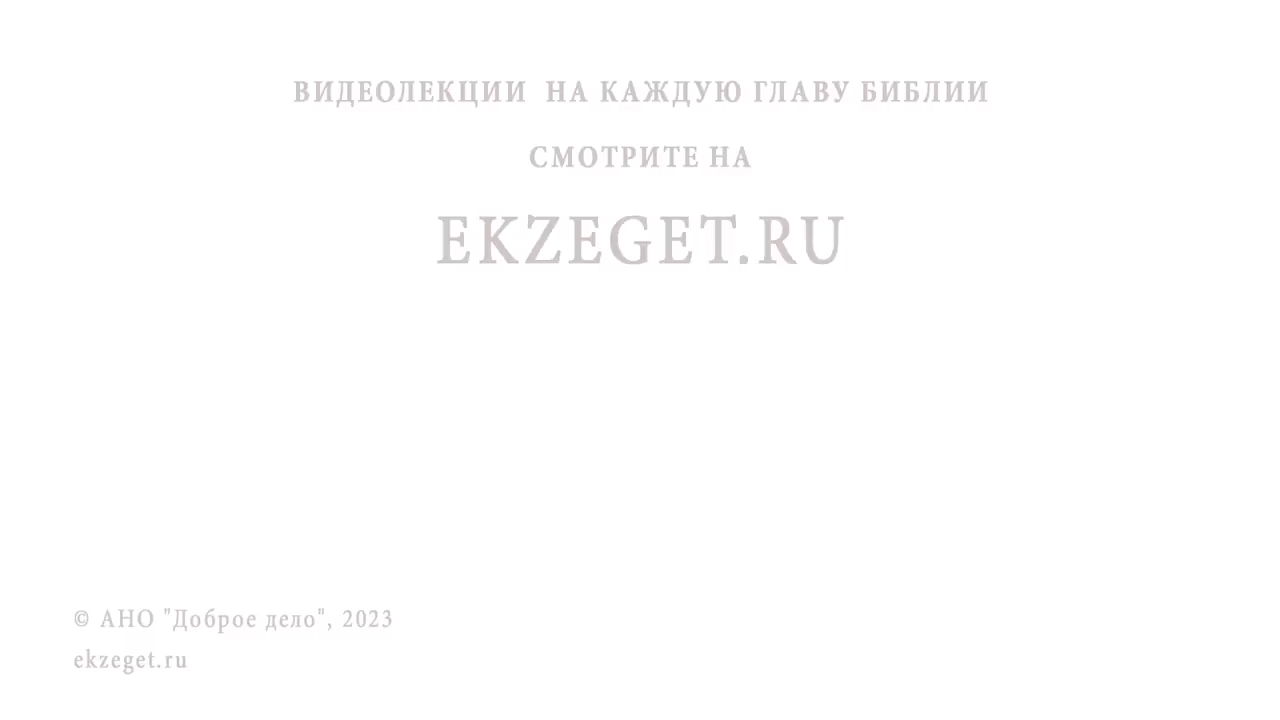 ВИДЕОЛЕКЦИИ НА КАЖДУЮ ГЛАВУ БИБЛИИ
СМОТРИТЕ НА
EKZEGET.RU
© АНО "Доброе дело", 2023
ekzeget.ru